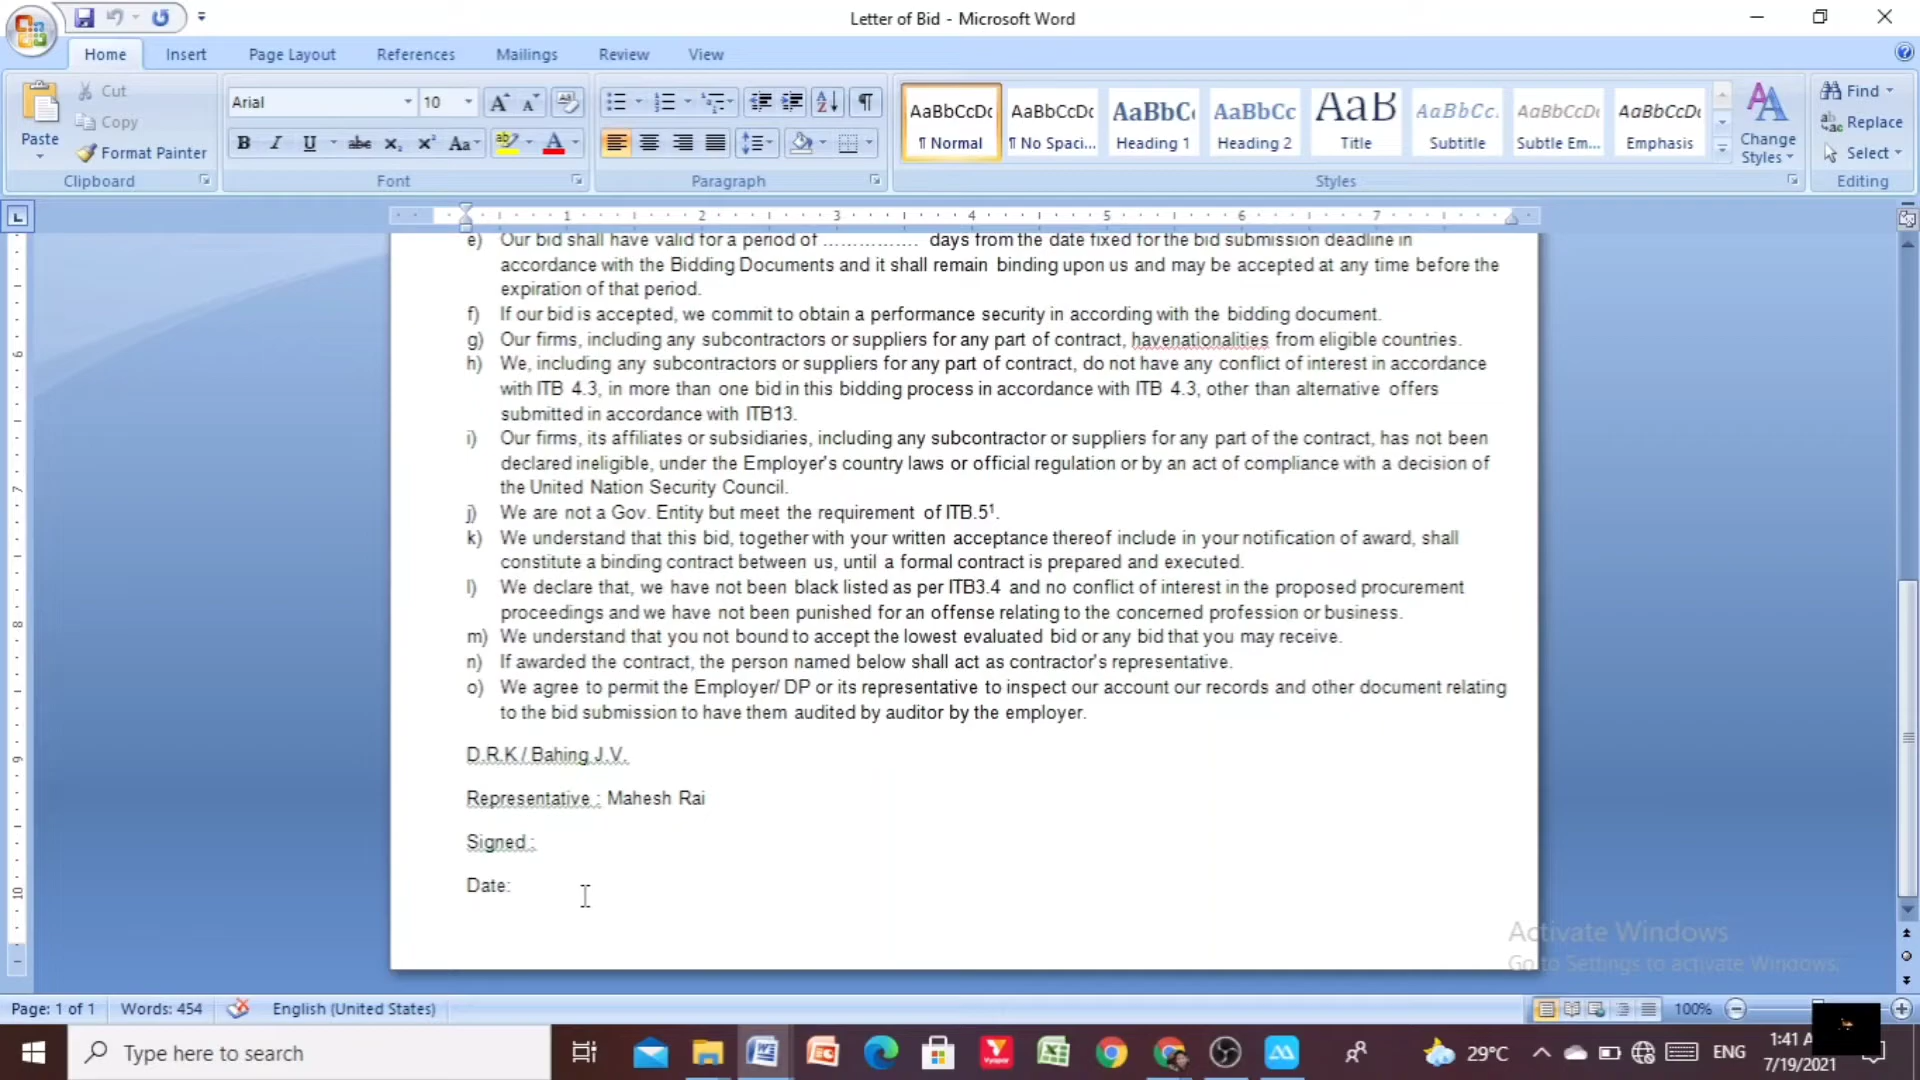 Letter of Bid - Microsoft Word
Home Insert Page Layout References Mailings Review View
Paste
Cut
Copy
Format Painter
Clipboard
Arial 10
Font
Paragraph
AaBbCcDc AaBbCcDc AaBbC AaBbCc AaB AaBbCc. AaBbCcDc AaBbCcDc
¶ Normal ¶ No Spaci... Heading 1 Heading 2 Title Subtitle Subtle Em... Emphasis
Change Styles
Styles
Find
Replace
Select
Editing
1 2 3 4 5 6 7
e) Our bid shall have valid for a period of ................ days from the date fixed for the bid submission deadline in
accordance with the Bidding Documents and it shall remain binding upon us and may be accepted at any time before the
expiration of that period.
f) If our bid is accepted, we commit to obtain a performance security in according with the bidding document.
g) Our firms, including any subcontractors or suppliers for any part of contract, havenationalities from eligible countries.
h) We, including any subcontractors or suppliers for any part of contract, do not have any conflict of interest in accordance
with ITB 4.3, in more than one bid in this bidding process in accordance with ITB 4.3, other than alternative offers
submitted in accordance with ITB13.
i) Our firms, its affiliates or subsidiaries, including any subcontractor or suppliers for any part of the contract, has not been
declared ineligible, under the Employer's country laws or official regulation or by an act of compliance with a decision of
the United Nation Security Council.
j) We are not a Gov. Entity but meet the requirement of ITB.5¹.
k) We understand that this bid, together with your written acceptance thereof include in your notification of award, shall
constitute a binding contract between us, until a formal contract is prepared and executed.
l) We declare that, we have not been black listed as per ITB3.4 and no conflict of interest in the proposed procurement
proceedings and we have not been punished for an offense relating to the concerned profession or business.
m) We understand that you not bound to accept the lowest evaluated bid or any bid that you may receive.
n) If awarded the contract, the person named below shall act as contractor's representative.
o) We agree to permit the Employer/ DP or its representative to inspect our account our records and other document relating
to the bid submission to have them audited by auditor by the employer.
D.R.K / Bahing J.V.
Representative : Mahesh Rai
Signed :
Date:
Activate Windows
Go to Settings to activate Windows.
Page: 1 of 1 Words: 454 English (United States) 100%
Type here to search
29°C ENG
1:41 A
7/19/2021